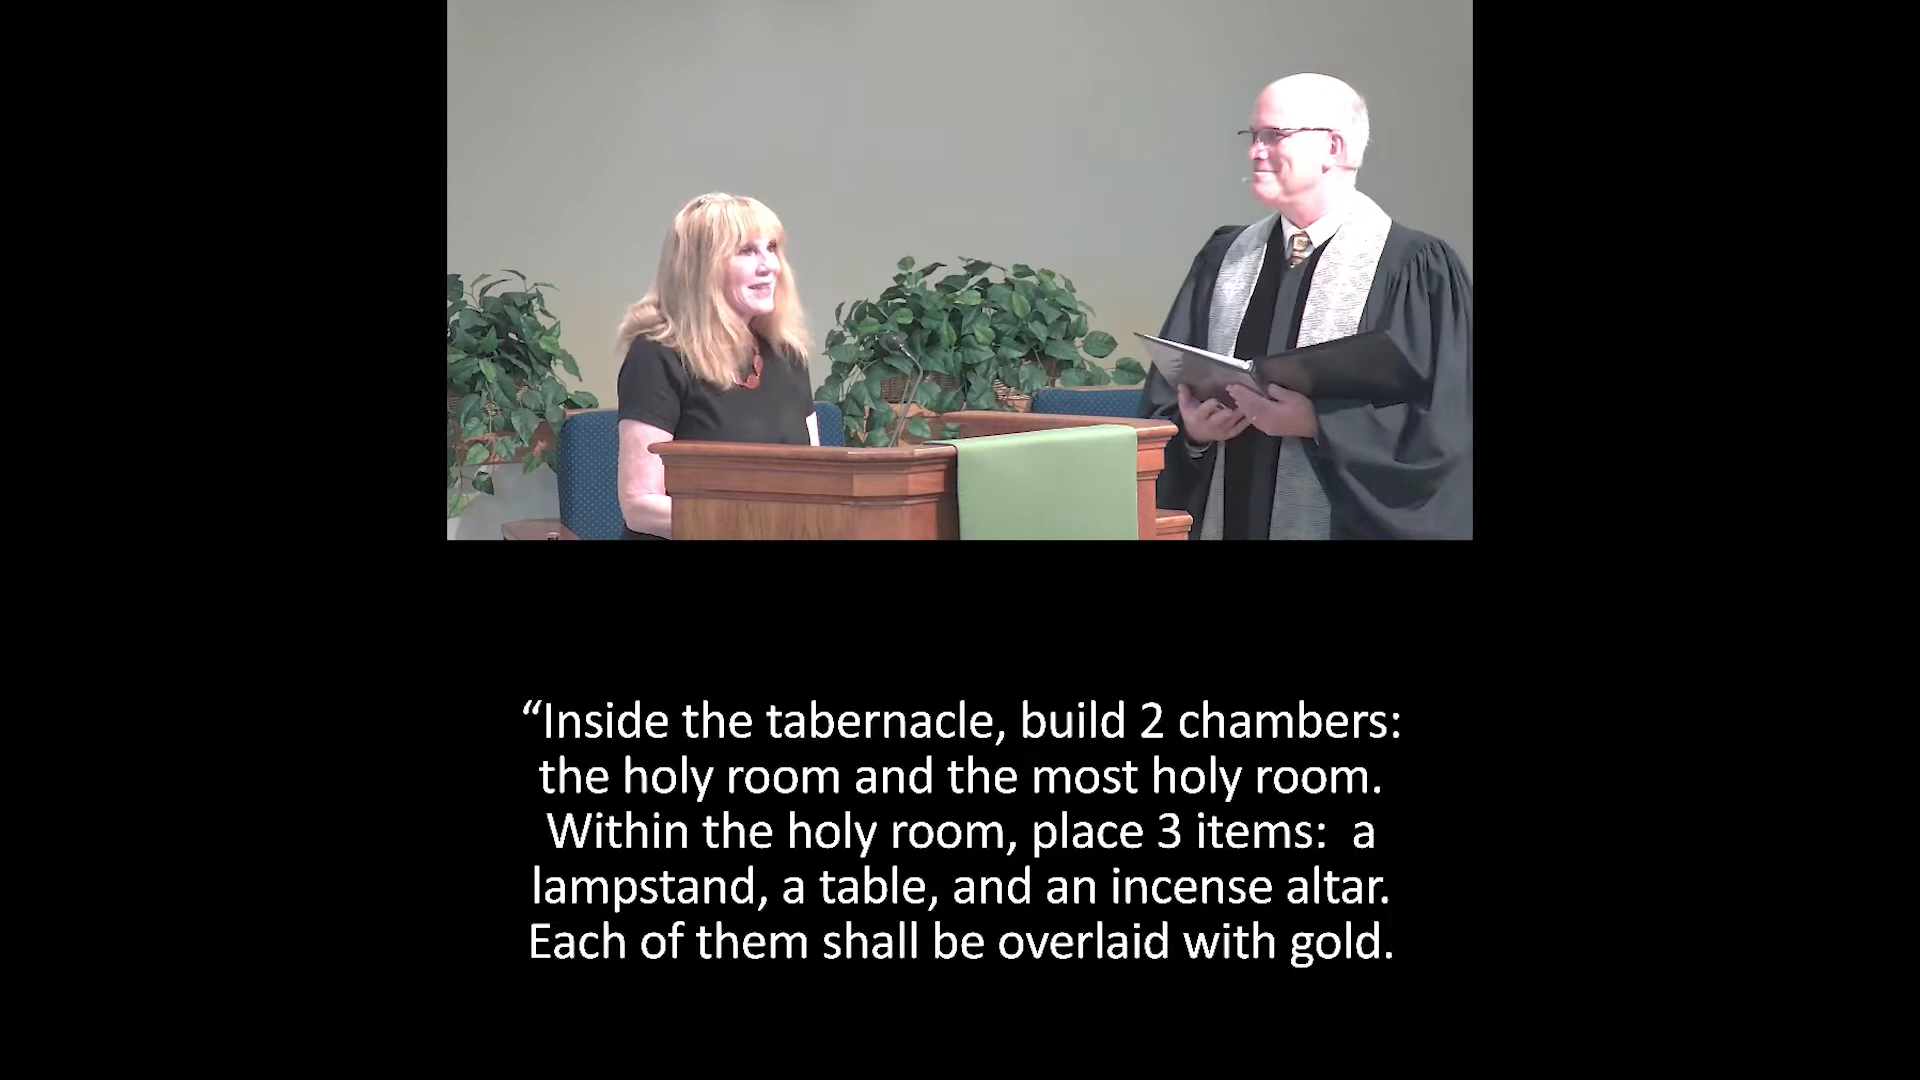 “Inside the tabernacle, build 2 chambers:
the holy room and the most holy room.
Within the holy room, place 3 items:  a
lampstand, a table, and an incense altar.
Each of them shall be overlaid with gold.